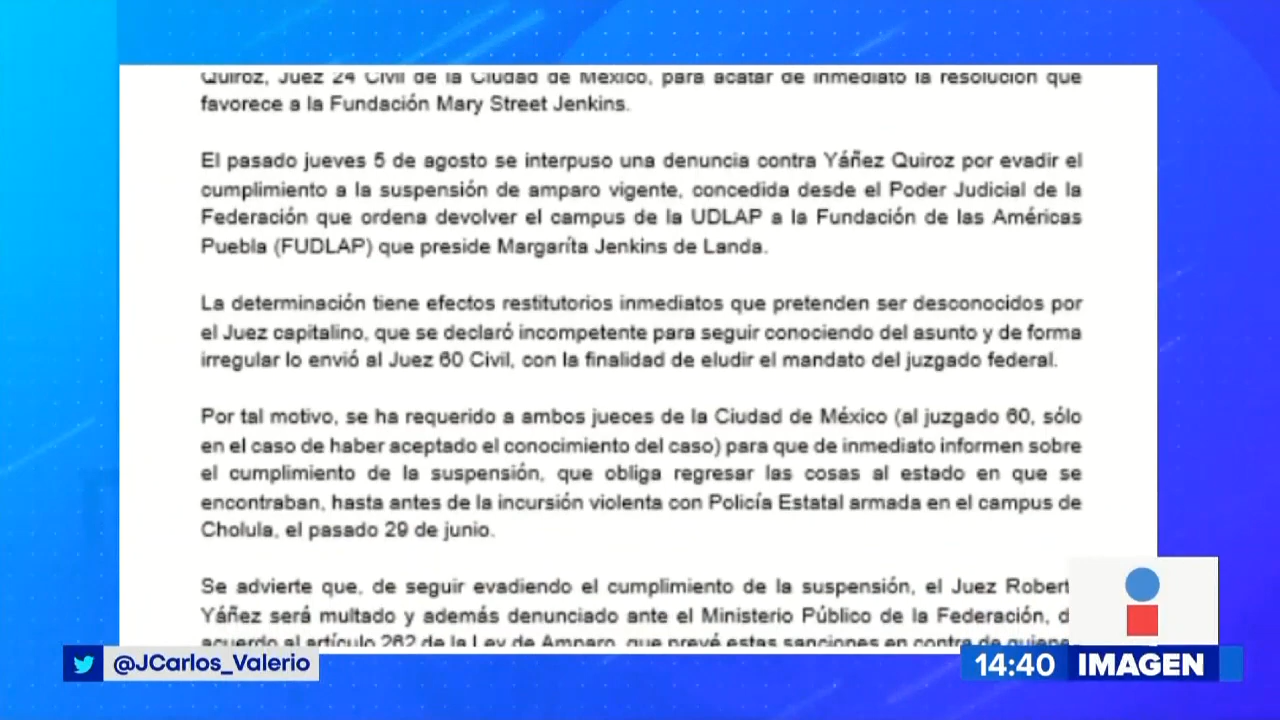 Quiroz, Juez 24 Civil de la Ciudad de México, para acatar de inmediato la resolución que
favorece a la Fundación Mary Street Jenkins.
El pasado jueves 5 de agosto se interpuso una denuncia contra Yáñez Quiroz por evadir el
cumplimiento a la suspensión de amparo vigente, concedida desde el Poder Judicial de la
Federación que ordena devolver el campus de la UDLAP a la Fundación de las Américas
Puebla (FUDLAP) que preside Margaríta Jenkins de Landa.
La determinación tiene efectos restitutorios inmediatos que pretenden ser desconocidos por
el Juez capitalino, que se declaró incompetente para seguir conociendo del asunto y de forma
irregular lo envió al Juez 60 Civil, con la finalidad de eludir el mandato del juzgado federal.
Por tal motivo, se ha requerido a ambos jueces de la Ciudad de México (al juzgado 60, sólo
en el caso de haber aceptado el conocimiento del caso) para que de inmediato informen sobre
el cumplimiento de la suspensión, que obliga regresar las cosas al estado en que se
encontraban, hasta antes de la incursión violenta con Policía Estatal armada en el campus de
Cholula, el pasado 29 de junio.
Se advierte que, de seguir evadiendo el cumplimiento de la suspensión, el Juez Robert
Yáñez será multado y además denunciado ante el Ministerio Público de la Federación, d
acuerdo al artículo 262 de la Ley de Amparo, que prevé estas sanciones en contra de quiene
@JCarlos_Valerio
14:40 IMAGEN